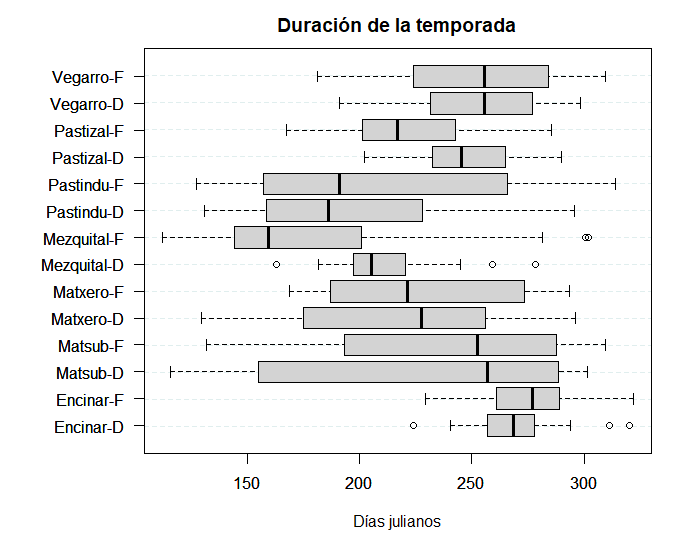 Duración de la temporada
Vegarro-F
Vegarro-D
Pastizal-F
Pastizal-D
Pastindu-F
Pastindu-D
Mezquital-F
Mezquital-D
Matxero-F
Matxero-D
Matsub-F
Matsub-D
Encinar-F
Encinar-D
150 200 250 300
Días julianos